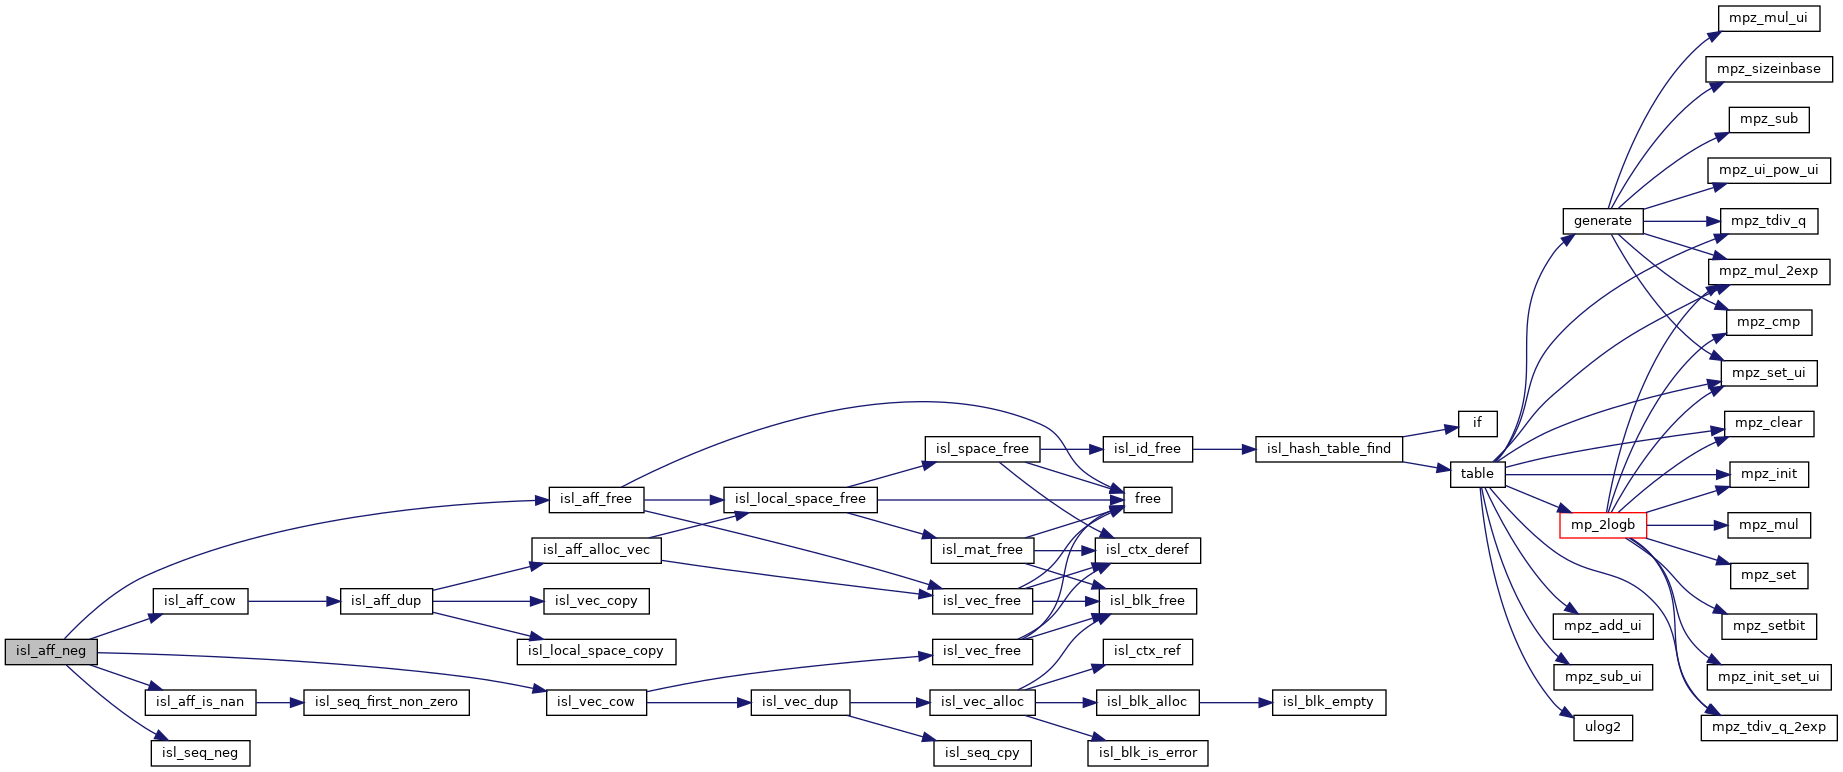 isl_aff_neg
isl_aff_cow
isl_aff_is_nan
isl_seq_neg
isl_aff_dup
isl_seq_first_non_zero
isl_aff_free
isl_aff_alloc_vec
isl_vec_copy
isl_local_space_copy
isl_vec_cow
isl_local_space_free
isl_vec_dup
isl_space_free
isl_mat_free
isl_vec_free
isl_vec_free
isl_vec_alloc
isl_seq_cpy
isl_id_free
free
isl_ctx_deref
isl_blk_free
isl_ctx_ref
isl_blk_alloc
isl_blk_is_error
isl_hash_table_find
isl_blk_empty
if
table
generate
mp_2logb
mpz_add_ui
mpz_sub_ui
ulog2
mpz_mul_ui
mpz_sizeinbase
mpz_sub
mpz_ui_pow_ui
mpz_tdiv_q
mpz_mul_2exp
mpz_cmp
mpz_set_ui
mpz_clear
mpz_init
mpz_mul
mpz_set
mpz_setbit
mpz_init_set_ui
mpz_tdiv_q_2exp